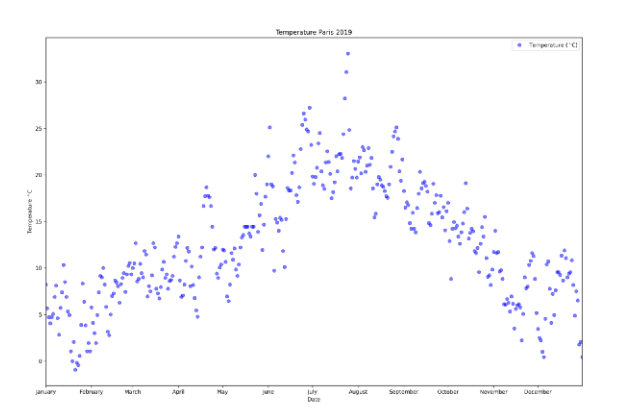 Temperature Paris 2019
Temperature [°C]
30
25
20
15
10
5
0
Temperature °C
January February March April May June July August September October November December
Date